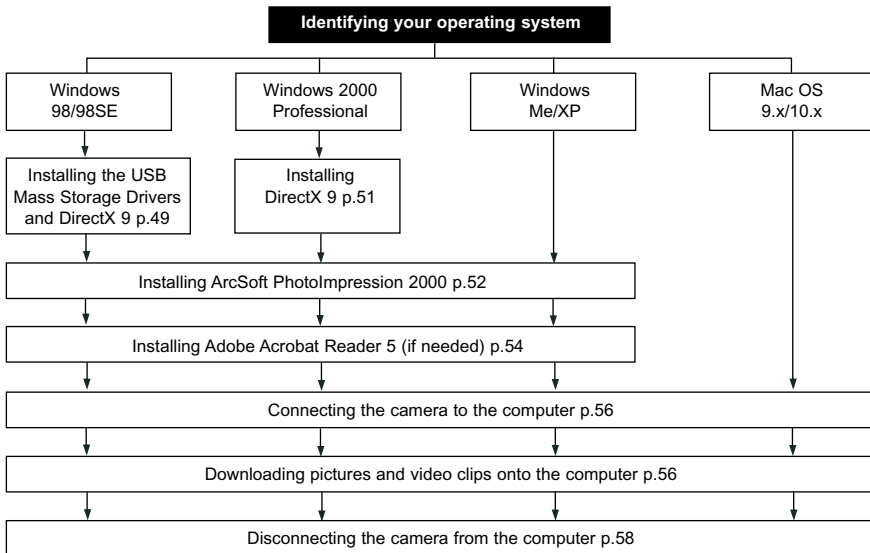 Identifying your operating system
Windows
98/98SE
Windows 2000
Professional
Windows
Me/XP
Mac OS
9.x/10.x
Installing the USB
Mass Storage Drivers
and DirectX 9 p.49
Installing
DirectX 9 p.51
Installing ArcSoft PhotoImpression 2000 p.52
Installing Adobe Acrobat Reader 5 (if needed) p.54
Connecting the camera to the computer p.56
Downloading pictures and video clips onto the computer p.56
Disconnecting the camera from the computer p.58